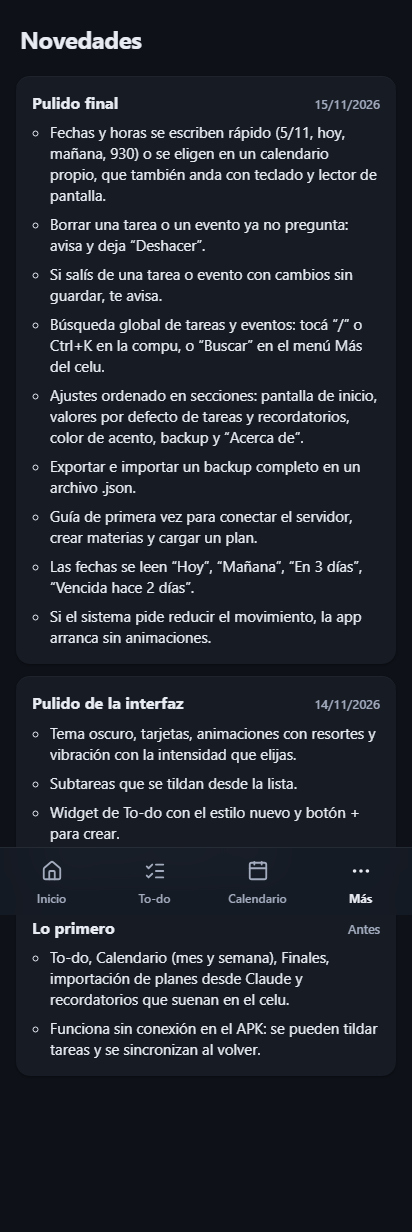 Novedades
Pulido final
15/11/2026
Fechas y horas se escriben rápido (5/11, hoy,
mañana, 930) o se eligen en un calendario
propio, que también anda con teclado y lector de
pantalla.
Borrar una tarea o un evento ya no pregunta:
avisa y deja “Deshacer”.
Si salís de una tarea o evento con cambios sin
guardar, te avisa.
Búsqueda global de tareas y eventos: tocá “/” o
Ctrl+K en la compu, o “Buscar” en el menú Más
del celu.
Ajustes ordenado en secciones: pantalla de inicio,
valores por defecto de tareas y recordatorios,
color de acento, backup y “Acerca de”.
Exportar e importar un backup completo en un
archivo .json.
Guía de primera vez para conectar el servidor,
crear materias y cargar un plan.
Las fechas se leen “Hoy”, “Mañana”, “En 3 días”,
“Vencida hace 2 días”.
Si el sistema pide reducir el movimiento, la app
arranca sin animaciones.
Pulido de la interfaz
14/11/2026
Tema oscuro, tarjetas, animaciones con resortes y
vibración con la intensidad que elijas.
Subtareas que se tildan desde la lista.
Widget de To-do con el estilo nuevo y botón +
para crear.
Inicio
To-do
Calendario
Más
Lo primero
Antes
To-do, Calendario (mes y semana), Finales,
importación de planes desde Claude y
recordatorios que suenan en el celu.
Funciona sin conexión en el APK: se pueden tildar
tareas y se sincronizan al volver.